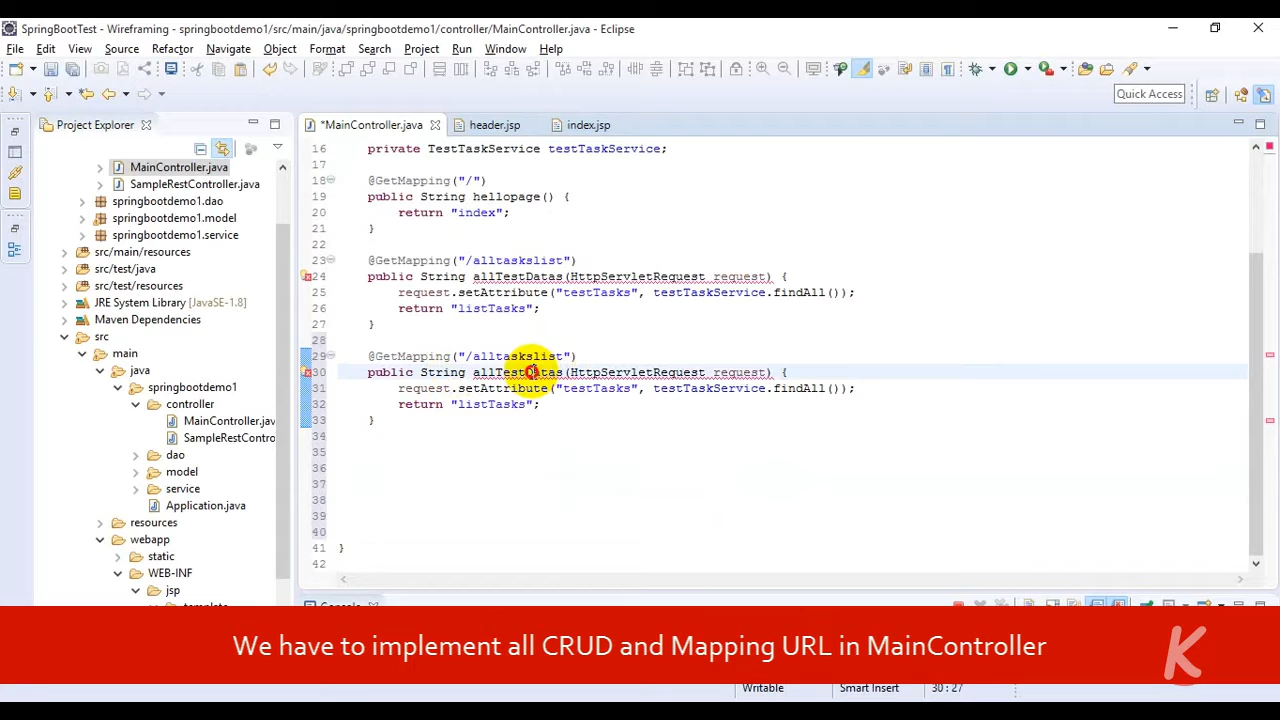 SpringBootTest - Wireframing - springbootdemo1/src/main/java/springbootdemo1/controller/MainController.java - Eclipse
File Edit View Source Refactor Navigate Object Format Search Project Run Window Help
Quick Access
Project Explorer
*MainController.java header.jsp index.jsp
MainController.java
SampleRestController.java
springbootdemo1.dao
springbootdemo1.model
springbootdemo1.service
src/main/resources
src/test/java
src/test/resources
JRE System Library [JavaSE-1.8]
Maven Dependencies
src
main
java
springbootdemo1
controller
MainController.jav
SampleRestContro
dao
model
service
Application.java
resources
webapp
static
WEB-INF
jsp
16 private TestTaskService testTaskService;
17
18 @GetMapping("/")
19 public String hellopage() {
20 return "index";
21 }
22
23 @GetMapping("/alltaskslist")
24 public String allTestDatas(HttpServletRequest request) {
25 request.setAttribute("testTasks", testTaskService.findAll());
26 return "listTasks";
27 }
28
29 @GetMapping("/alltaskslist")
30 public String allTestDatas(HttpServletRequest request) {
31 request.setAttribute("testTasks", testTaskService.findAll());
32 return "listTasks";
33 }
34
35
36
37
38
39
40
41 }
42
We have to implement all CRUD and Mapping URL in MainController
K
Writable Smart Insert 30 : 27